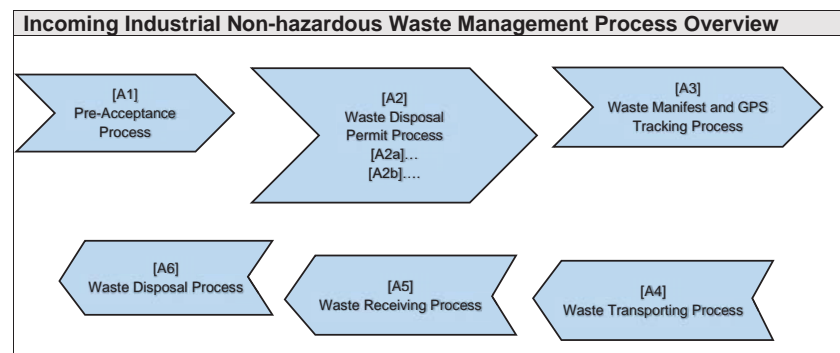 Incoming Industrial Non-hazardous Waste Management Process Overview
[A1]
Pre-Acceptance
Process
[A2]
Waste Disposal
Permit Process
[A2a]…
[A2b]….
[A3]
Waste Manifest and GPS
Tracking Process
[A4]
Waste Transporting Process
[A5]
Waste Receiving Process
[A6]
Waste Disposal Process